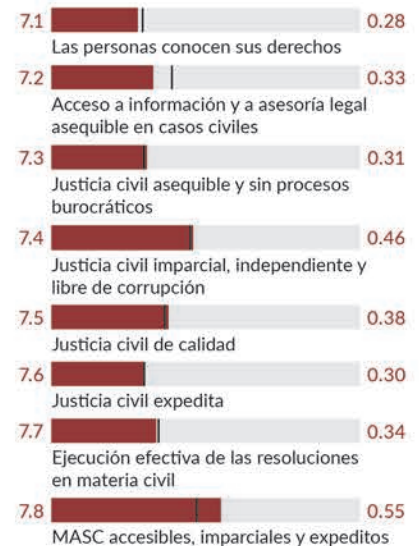 7.1 0.28
Las personas conocen sus derechos
7.2 0.33
Acceso a información y a asesoría legal
asequible en casos civiles
7.3 0.31
Justicia civil asequible y sin procesos
burocráticos
7.4 0.46
Justicia civil imparcial, independiente y
libre de corrupción
7.5 0.38
Justicia civil de calidad
7.6 0.30
Justicia civil expedita
7.7 0.34
Ejecución efectiva de las resoluciones
en materia civil
7.8 0.55
MASC accesibles, imparciales y expeditos